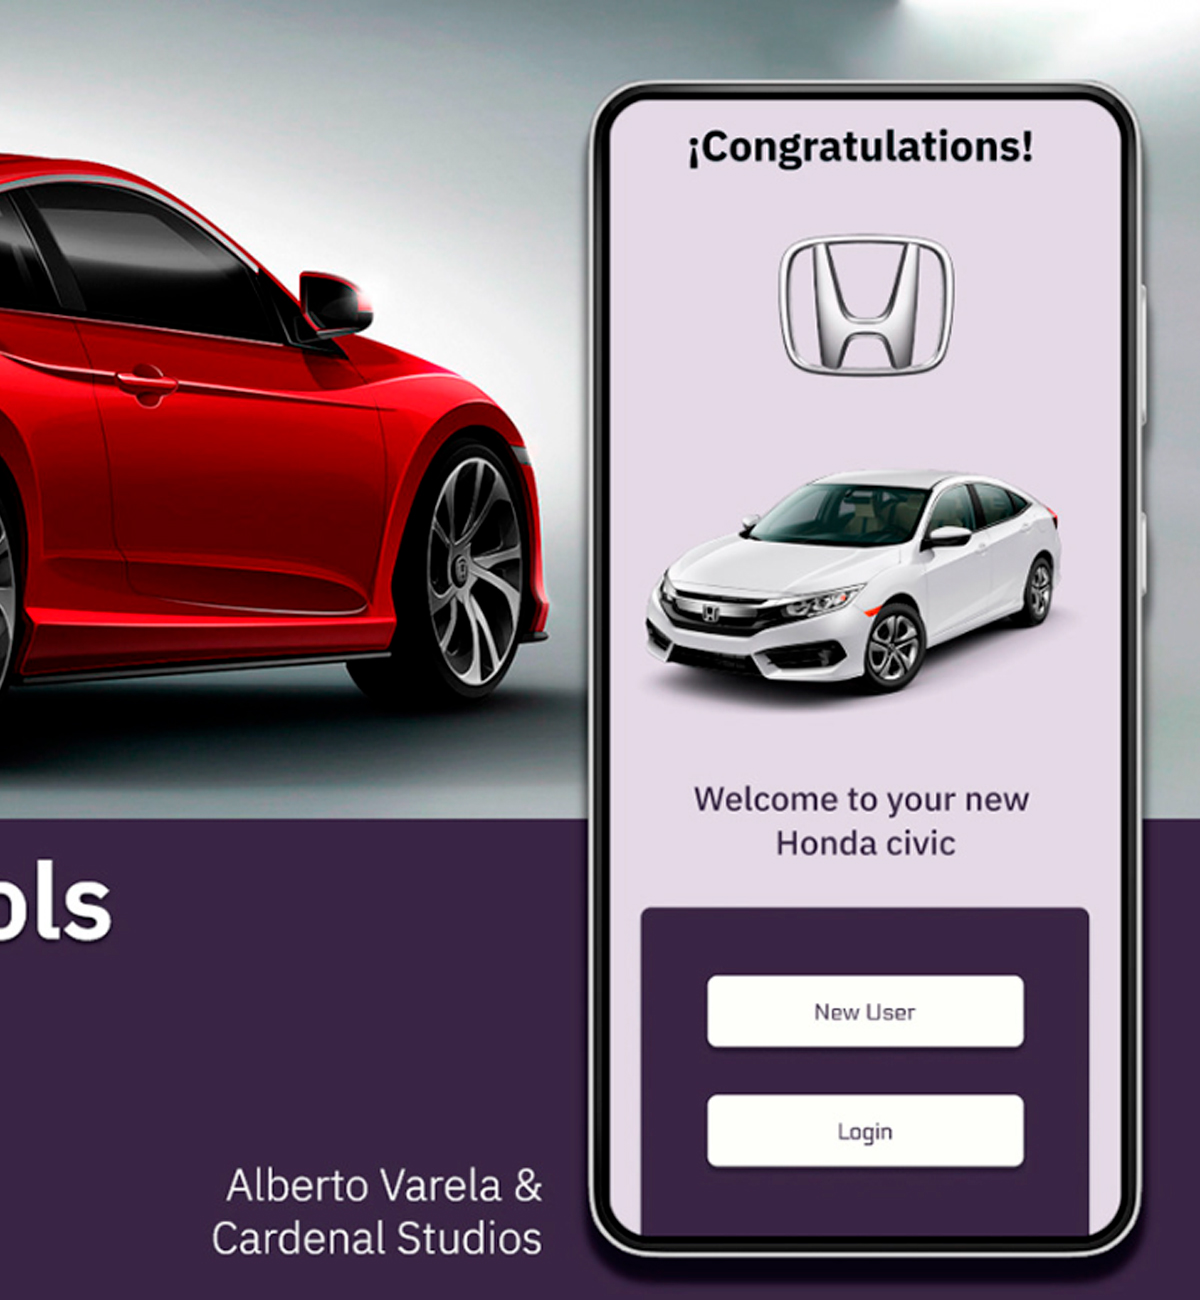 ¡Congratulations!
Welcome to your new
Honda civic
New User
Login
ols
Alberto Varela &
Cardenal Studios